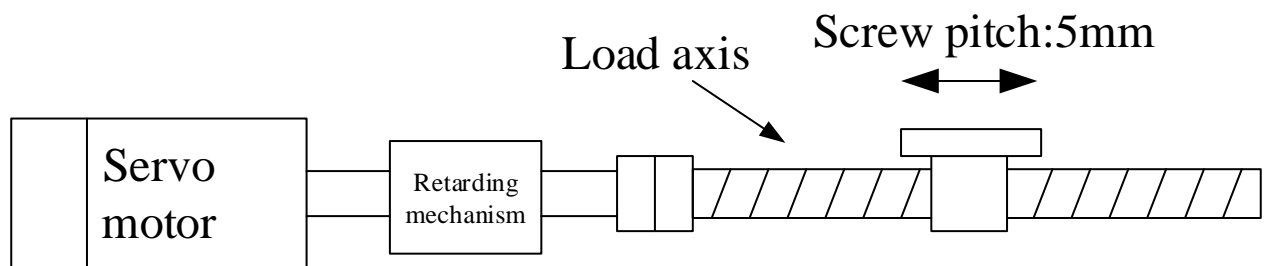 Screw pitch:5mm
Load axis
Servo
motor
Retarding
mechanism